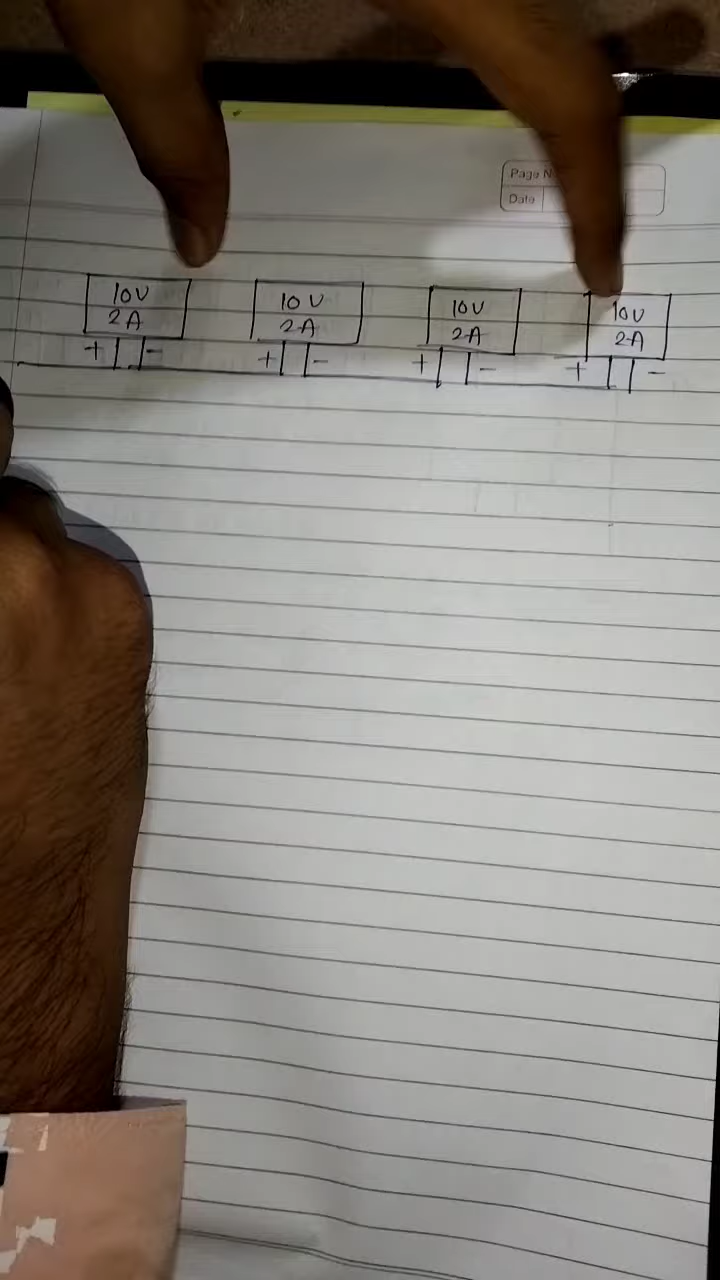 Page N
Date
10V 10V 10V 10V
2A 2A 2A 2A
+ - + - + - + -